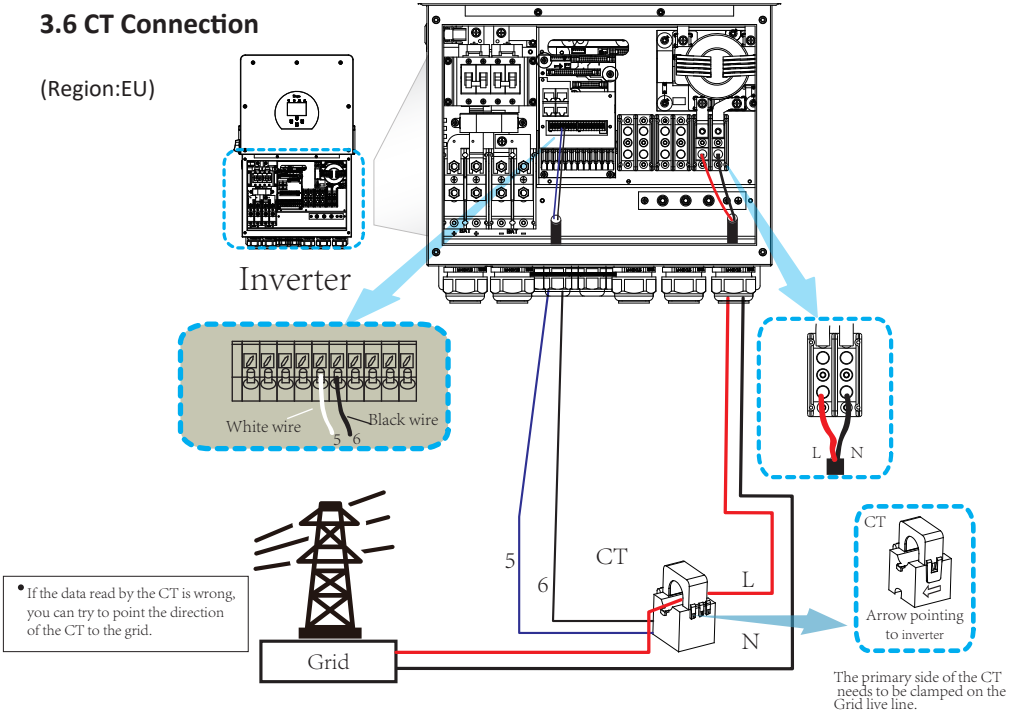 3.6 CT Connection
(Region:EU)
+ BAT +
− BAT −
Inverter
White wire
Black wire
5 6
L N
5
6
CT
L
N
CT
Arrow pointing
to inverter
• If the data read by the CT is wrong,
you can try to point the direction
of the CT to the grid.
Grid
The primary side of the CT
needs to be clamped on the
Grid live line.